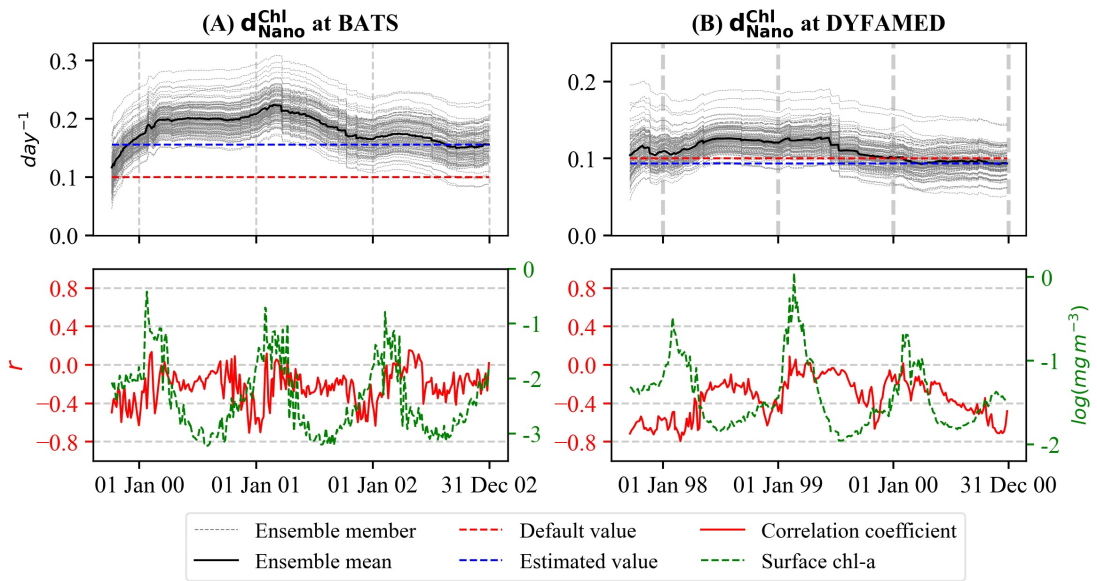 (A) d^Chl_Nano at BATS
(B) d^Chl_Nano at DYFAMED
day^−1
0.3
0.2
0.1
0.0
0.2
0.1
0.0
r
0.8
0.4
0.0
−0.4
−0.8
0
-1
-2
-3
0.8
0.4
0.0
−0.4
−0.8
0
-1
-2
log(mg m^−3)
01 Jan 00 01 Jan 01 01 Jan 02 31 Dec 02
01 Jan 98 01 Jan 99 01 Jan 00 31 Dec 00
Ensemble member Default value Correlation coefficient
Ensemble mean Estimated value Surface chl-a